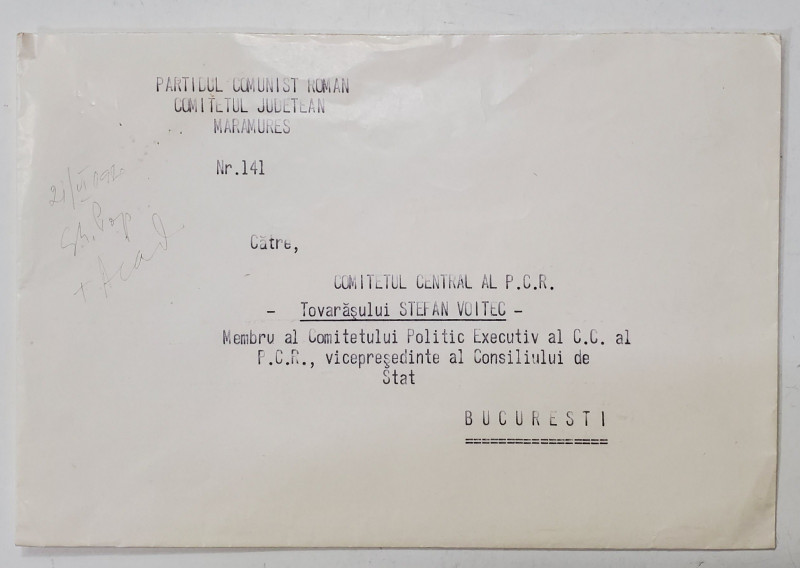 PARTIDUL COMUNIST ROMAN
COMITETUL JUDETEAN
MARAMURES
Nr.141
Către,
COMITETUL CENTRAL AL P.C.R.
- Tovarăşului STEFAN VOITEC -
Membru al Comitetului Politic Executiv al C.C. al
P.C.R., vicepreşedinte al Consiliului de
Stat
BUCURESTI
+ Acad